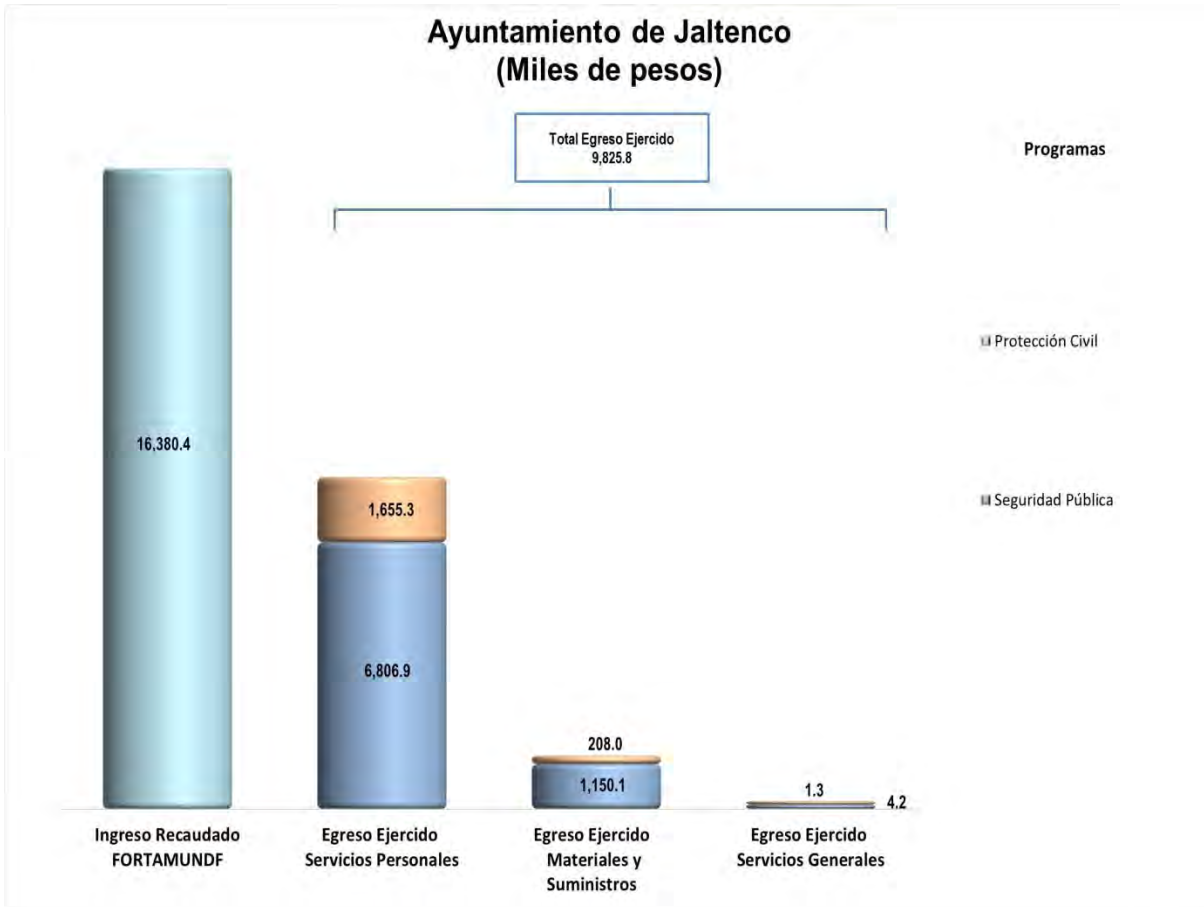 Ayuntamiento de Jaltenco
(Miles de pesos)
Total Egreso Ejercido
9,825.8
Programas
Protección Civil
Seguridad Pública
16,380.4
1,655.3
6,806.9
208.0
1,150.1
1.3
4.2
Ingreso Recaudado
FORTAMUNDF
Egreso Ejercido
Servicios Personales
Egreso Ejercido
Materiales y
Suministros
Egreso Ejercido
Servicios Generales